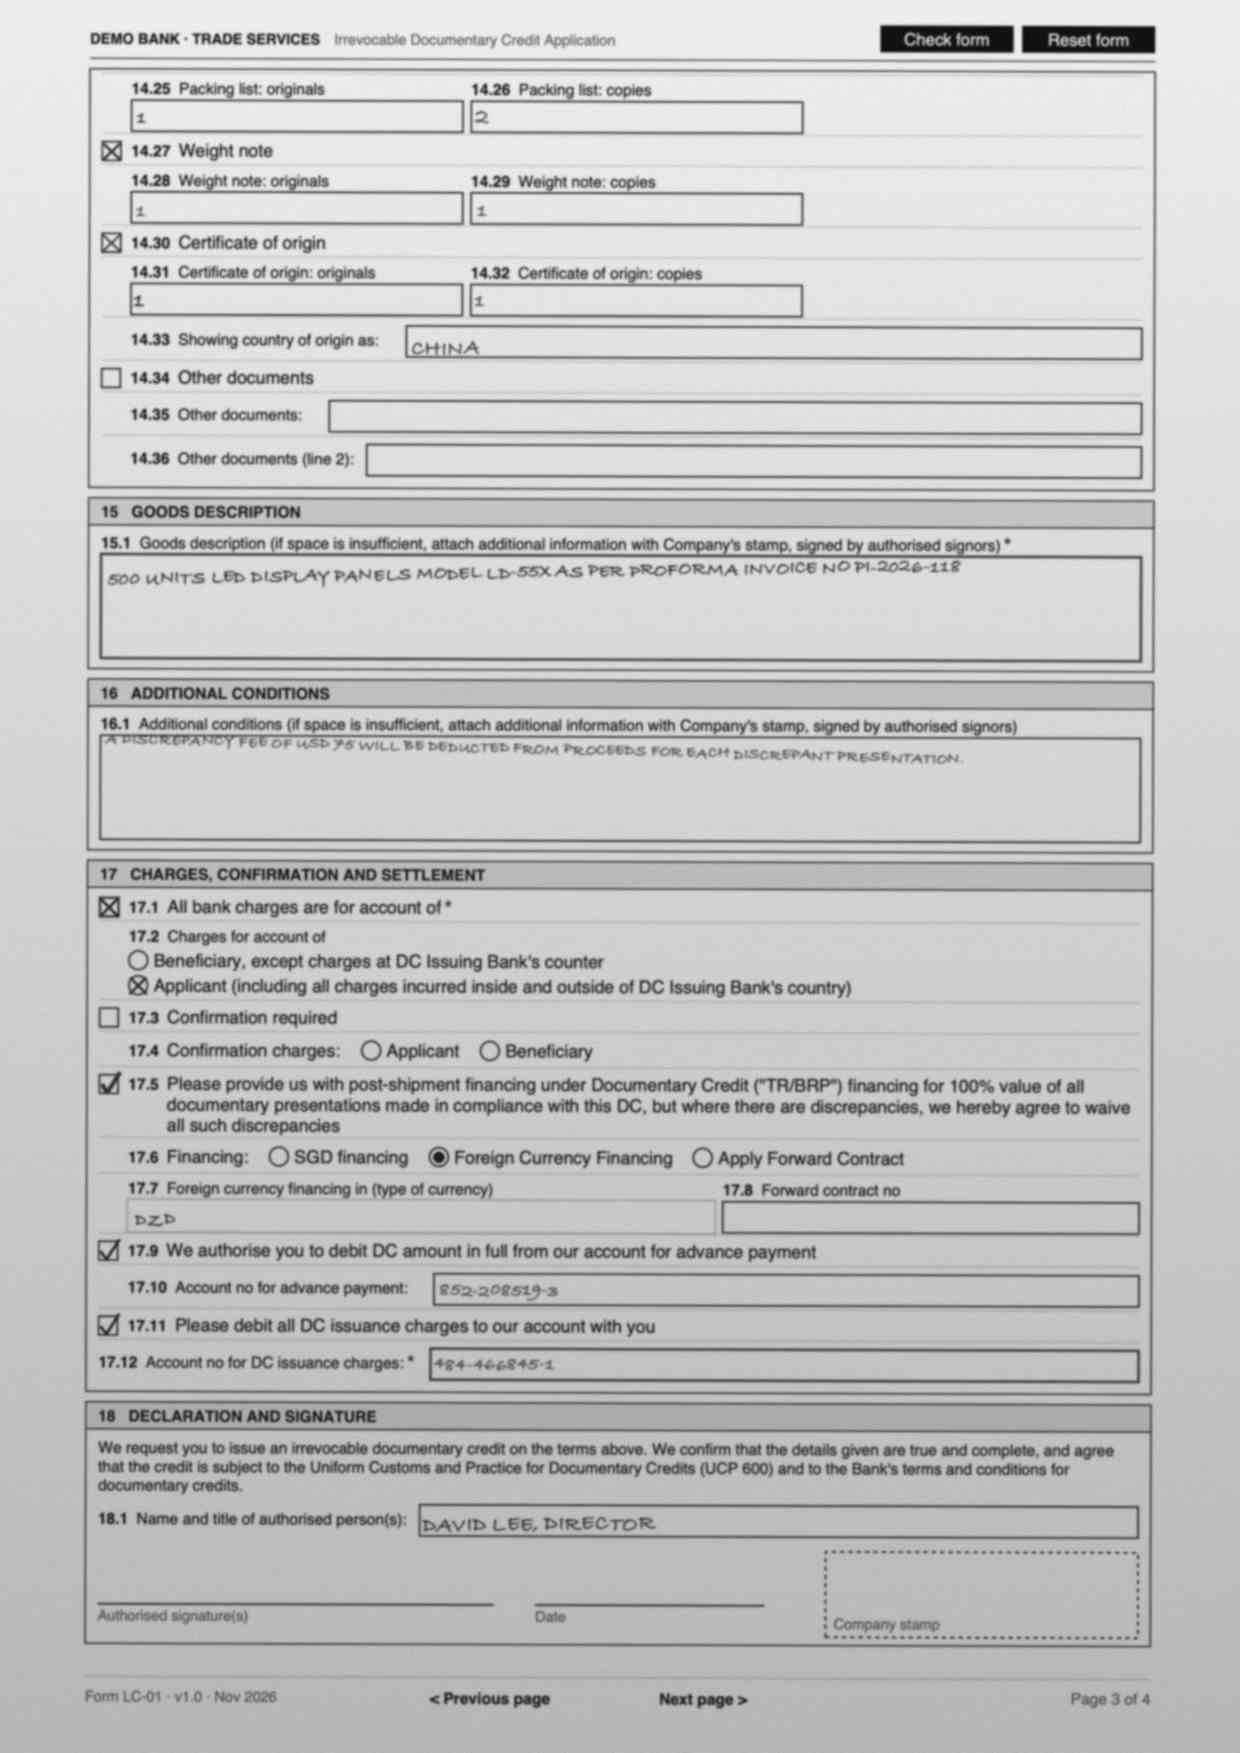 DEMO BANK · TRADE SERVICES Irrevocable Documentary Credit Application Check form Reset form
14.25 Packing list: originals 14.26 Packing list: copies
1 2
14.27 Weight note
14.28 Weight note: originals 14.29 Weight note: copies
1 1
14.30 Certificate of origin
14.31 Certificate of origin: originals 14.32 Certificate of origin: copies
1 1
14.33 Showing country of origin as: CHINA
14.34 Other documents
14.35 Other documents:
14.36 Other documents (line 2):
15 GOODS DESCRIPTION
15.1 Goods description (if space is insufficient, attach additional information with Company's stamp, signed by authorised signors) *
500 UNITS LED DISPLAY PANELS MODEL LD-55X AS PER PROFORMA INVOICE NO PI-2026-118
16 ADDITIONAL CONDITIONS
16.1 Additional conditions (if space is insufficient, attach additional information with Company's stamp, signed by authorised signors)
A DISCREPANCY FEE OF USD 75 WILL BE DEDUCTED FROM PROCEEDS FOR EACH DISCREPANT PRESENTATION.
17 CHARGES, CONFIRMATION AND SETTLEMENT
17.1 All bank charges are for account of *
17.2 Charges for account of
Beneficiary, except charges at DC Issuing Bank's counter
Applicant (including all charges incurred inside and outside of DC Issuing Bank's country)
17.3 Confirmation required
17.4 Confirmation charges: Applicant Beneficiary
17.5 Please provide us with post-shipment financing under Documentary Credit ("TR/BRP") financing for 100% value of all
documentary presentations made in compliance with this DC, but where there are discrepancies, we hereby agree to waive
all such discrepancies
17.6 Financing: SGD financing Foreign Currency Financing Apply Forward Contract
17.7 Foreign currency financing in (type of currency) 17.8 Forward contract no
DZD
17.9 We authorise you to debit DC amount in full from our account for advance payment
17.10 Account no for advance payment: 852-208519-3
17.11 Please debit all DC issuance charges to our account with you
17.12 Account no for DC issuance charges: * 484-466845-1
18 DECLARATION AND SIGNATURE
We request you to issue an irrevocable documentary credit on the terms above. We confirm that the details given are true and complete, and agree
that the credit is subject to the Uniform Customs and Practice for Documentary Credits (UCP 600) and to the Bank's terms and conditions for
documentary credits.
18.1 Name and title of authorised person(s): DAVID LEE, DIRECTOR
Authorised signature(s) Date Company stamp
Form LC-01 · v1.0 · Nov 2026 < Previous page Next page > Page 3 of 4